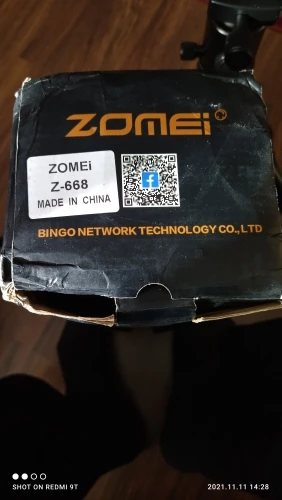 ZOMEi®
ZOMEi
Z-668
MADE IN CHINA
BINGO NETWORK TECHNOLOGY CO., LTD
SHOT ON REDMI 9T
2021.11.11 14:28